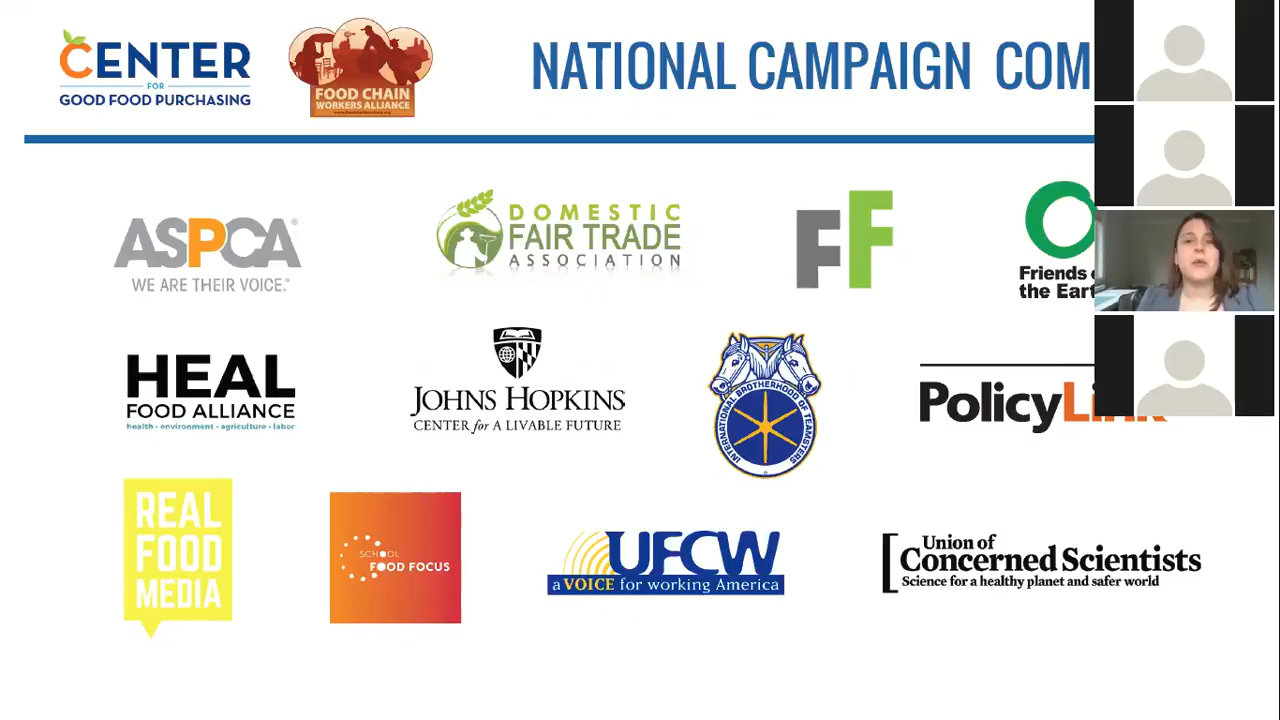 CENTER
FOR
GOOD FOOD PURCHASING
FOOD CHAIN
WORKERS ALLIANCE
NATIONAL CAMPAIGN COM
ASPCA®
WE ARE THEIR VOICE.®
DOMESTIC
FAIR TRADE
ASSOCIATION
FF
Friends
the Eart
HEAL
FOOD ALLIANCE
health • environment • agriculture • labor
JOHNS HOPKINS
CENTER for A LIVABLE FUTURE
INTERNATIONAL BROTHERHOOD OF TEAMSTERS
PolicyLink
REAL
FOOD
MEDIA
SCHOOL
FOOD FOCUS
UFCW
a VOICE for working America
Union of
Concerned Scientists
Science for a healthy planet and safer world